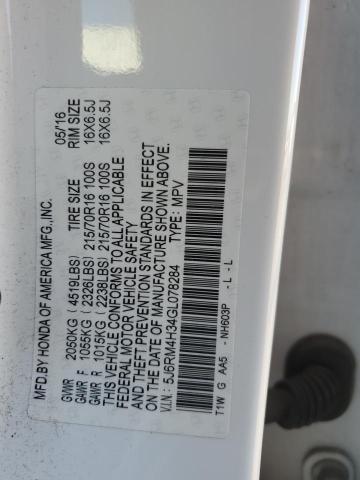 MFD.BY HONDA OF AMERICA MFG.,INC. 05/16
GVWR 2050KG ( 4519LBS) TIRE SIZE RIM SIZE
GAWR F 1055KG ( 2326LBS) 215/70R16 100S 16X6.5J
GAWR R 1015KG ( 2238LBS) 215/70R16 100S 16X6.5J
THIS VEHICLE CONFORMS TO ALL APPLICABLE
FEDERAL MOTOR VEHICLE SAFETY
AND THEFT PREVENTION STANDARDS IN EFFECT
ON THE DATE OF MANUFACTURE SHOWN ABOVE.
V.I.N.: 5J6RM4H34GL078284 TYPE: MPV
T1W G AA5 - NH603P - L - L